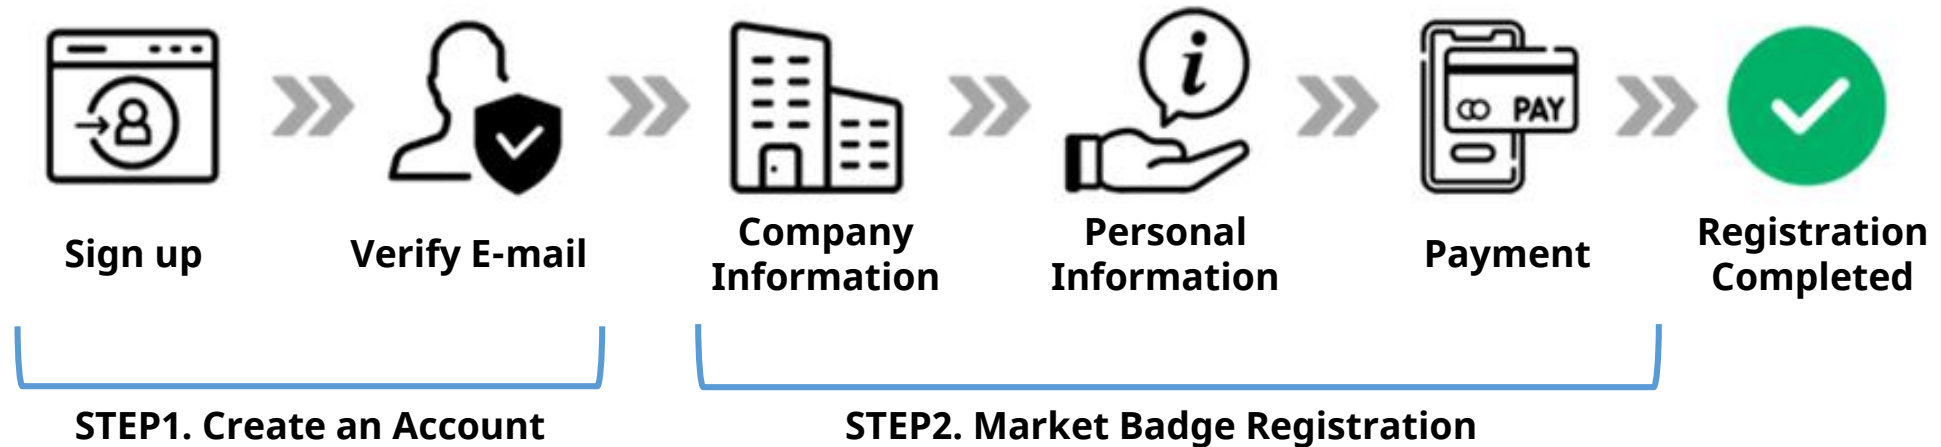 i
PAY
Sign up
Verify E-mail
Company
Information
Personal
Information
Payment
Registration
Completed
STEP1. Create an Account
STEP2. Market Badge Registration